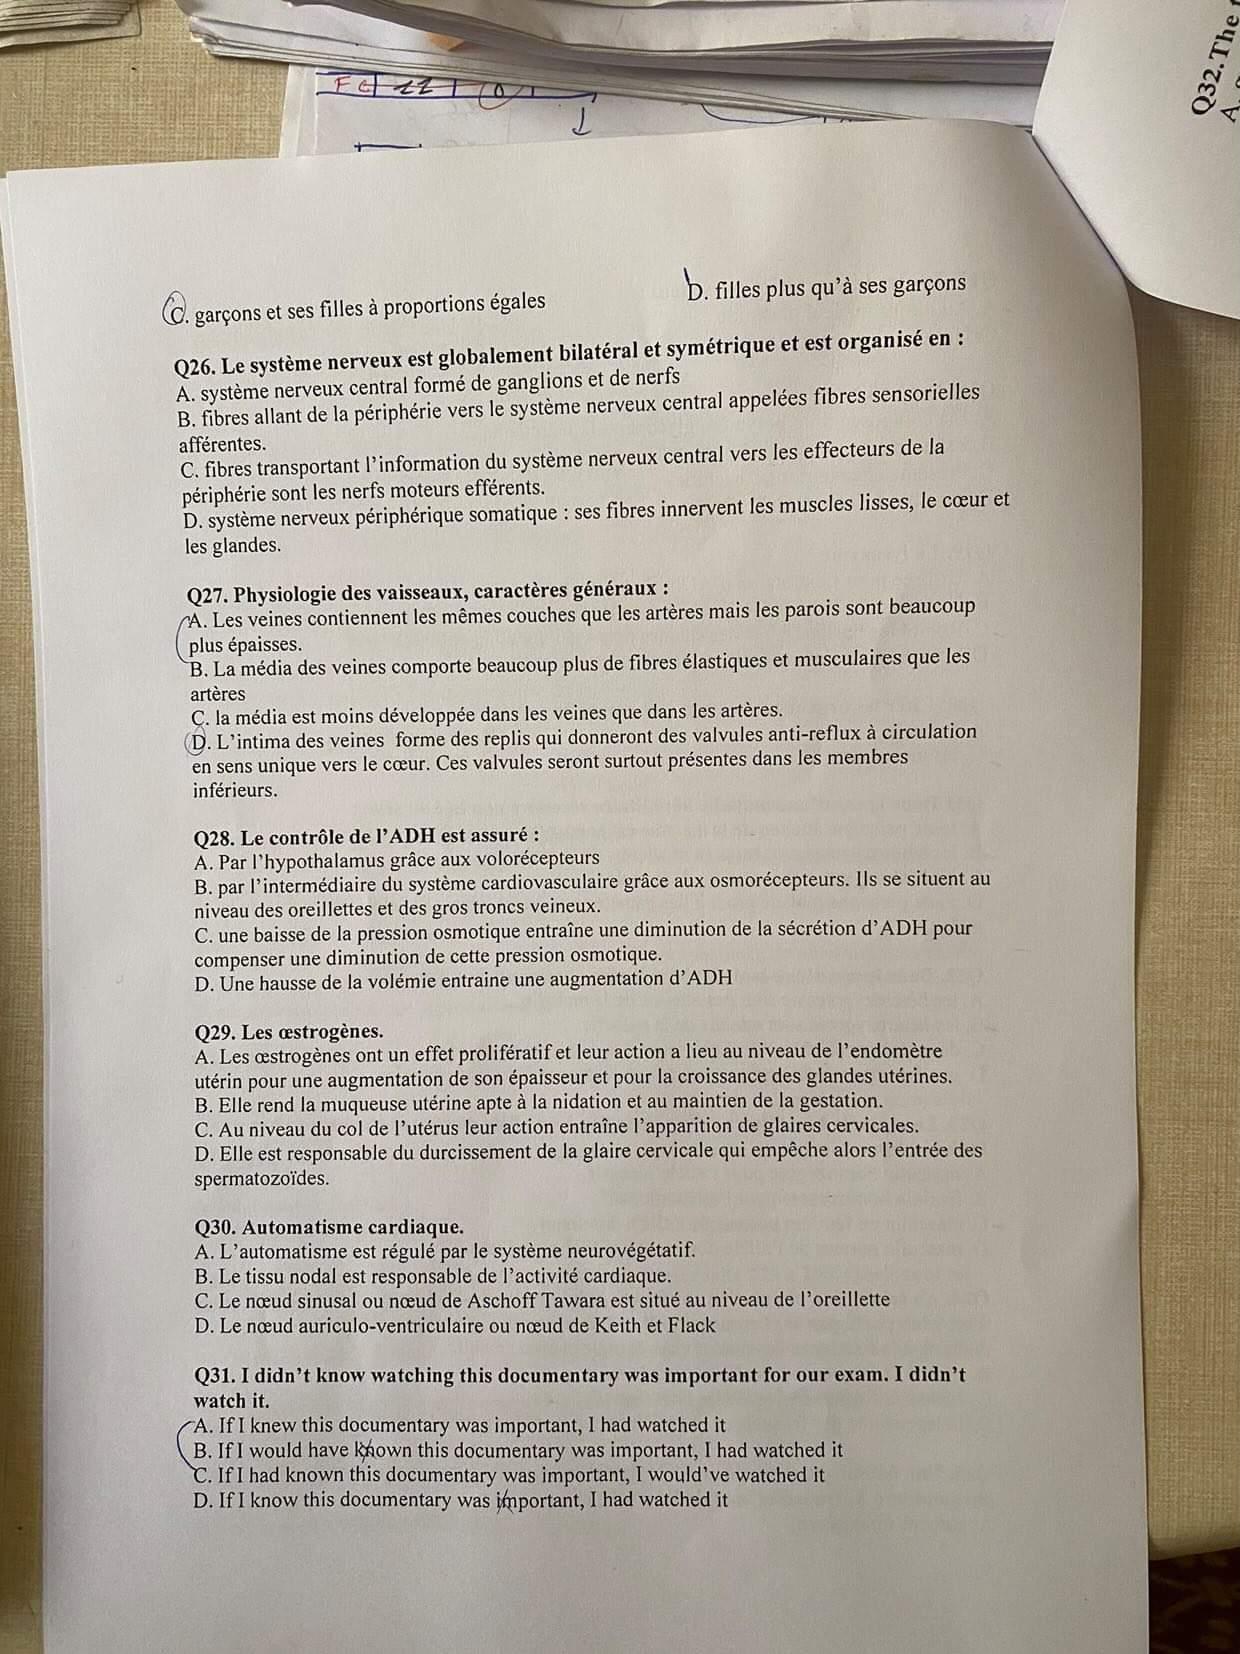 Q32. The
A.
Fe 22 0
C. garçons et ses filles à proportions égales
D. filles plus qu'à ses garçons
Q26. Le système nerveux est globalement bilatéral et symétrique et est organisé en :
A. système nerveux central formé de ganglions et de nerfs
B. fibres allant de la périphérie vers le système nerveux central appelées fibres sensorielles
afférentes.
C. fibres transportant l'information du système nerveux central vers les effecteurs de la
périphérie sont les nerfs moteurs efférents.
D. système nerveux périphérique somatique : ses fibres innervent les muscles lisses, le cœur et
les glandes.
Q27. Physiologie des vaisseaux, caractères généraux :
A. Les veines contiennent les mêmes couches que les artères mais les parois sont beaucoup
plus épaisses.
B. La média des veines comporte beaucoup plus de fibres élastiques et musculaires que les
artères
C. la média est moins développée dans les veines que dans les artères.
D. L'intima des veines forme des replis qui donneront des valvules anti-reflux à circulation
en sens unique vers le cœur. Ces valvules seront surtout présentes dans les membres
inférieurs.
Q28. Le contrôle de l'ADH est assuré :
A. Par l'hypothalamus grâce aux volorécepteurs
B. par l'intermédiaire du système cardiovasculaire grâce aux osmorécepteurs. Ils se situent au
niveau des oreillettes et des gros troncs veineux.
C. une baisse de la pression osmotique entraîne une diminution de la sécrétion d'ADH pour
compenser une diminution de cette pression osmotique.
D. Une hausse de la volémie entraine une augmentation d'ADH
Q29. Les œstrogènes.
A. Les œstrogènes ont un effet prolifératif et leur action a lieu au niveau de l'endomètre
utérin pour une augmentation de son épaisseur et pour la croissance des glandes utérines.
B. Elle rend la muqueuse utérine apte à la nidation et au maintien de la gestation.
C. Au niveau du col de l'utérus leur action entraîne l'apparition de glaires cervicales.
D. Elle est responsable du durcissement de la glaire cervicale qui empêche alors l'entrée des
spermatozoïdes.
Q30. Automatisme cardiaque.
A. L'automatisme est régulé par le système neurovégétatif.
B. Le tissu nodal est responsable de l'activité cardiaque.
C. Le nœud sinusal ou nœud de Aschoff Tawara est situé au niveau de l'oreillette
D. Le nœud auriculo-ventriculaire ou nœud de Keith et Flack
Q31. I didn't know watching this documentary was important for our exam. I didn't
watch it.
A. If I knew this documentary was important, I had watched it
B. If I would have known this documentary was important, I had watched it
C. If I had known this documentary was important, I would've watched it
D. If I know this documentary was important, I had watched it